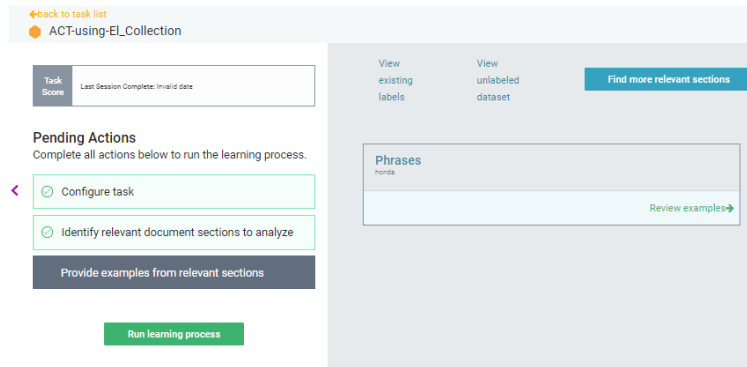 back to task list
ACT-using-El_Collection
Task
Score
Last Session Complete: Invalid date
Pending Actions
Complete all actions below to run the learning process.
Configure task
Identify relevant document sections to analyze
Provide examples from relevant sections
Run learning process
View
existing
labels
View
unlabeled
dataset
Find more relevant sections
Phrases
honda
Review examples